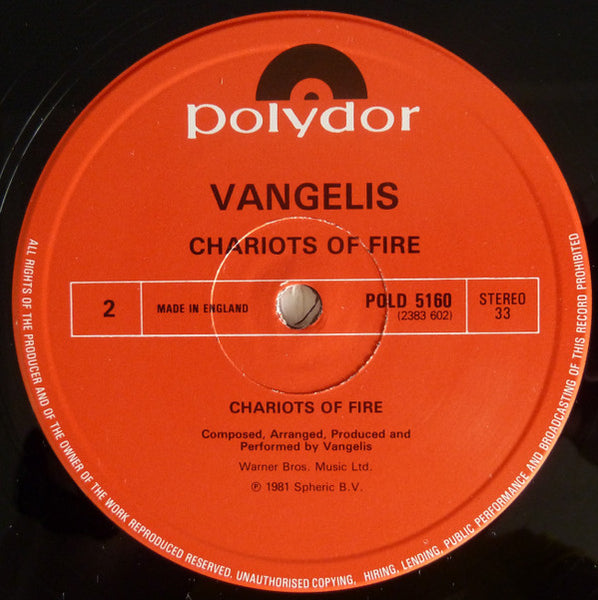 polydor
VANGELIS
CHARIOTS OF FIRE
2
MADE IN ENGLAND
POLD 5160
(2383 602)
STEREO
33
CHARIOTS OF FIRE
Composed, Arranged, Produced and
Performed by Vangelis
Warner Bros. Music Ltd.
℗ 1981 Spheric B.V.
ALL RIGHTS OF THE PRODUCER AND OF THE OWNER OF THE WORK REPRODUCED RESERVED. UNAUTHORISED COPYING, HIRING, LENDING, PUBLIC PERFORMANCE AND BROADCASTING OF THIS RECORD PROHIBITED